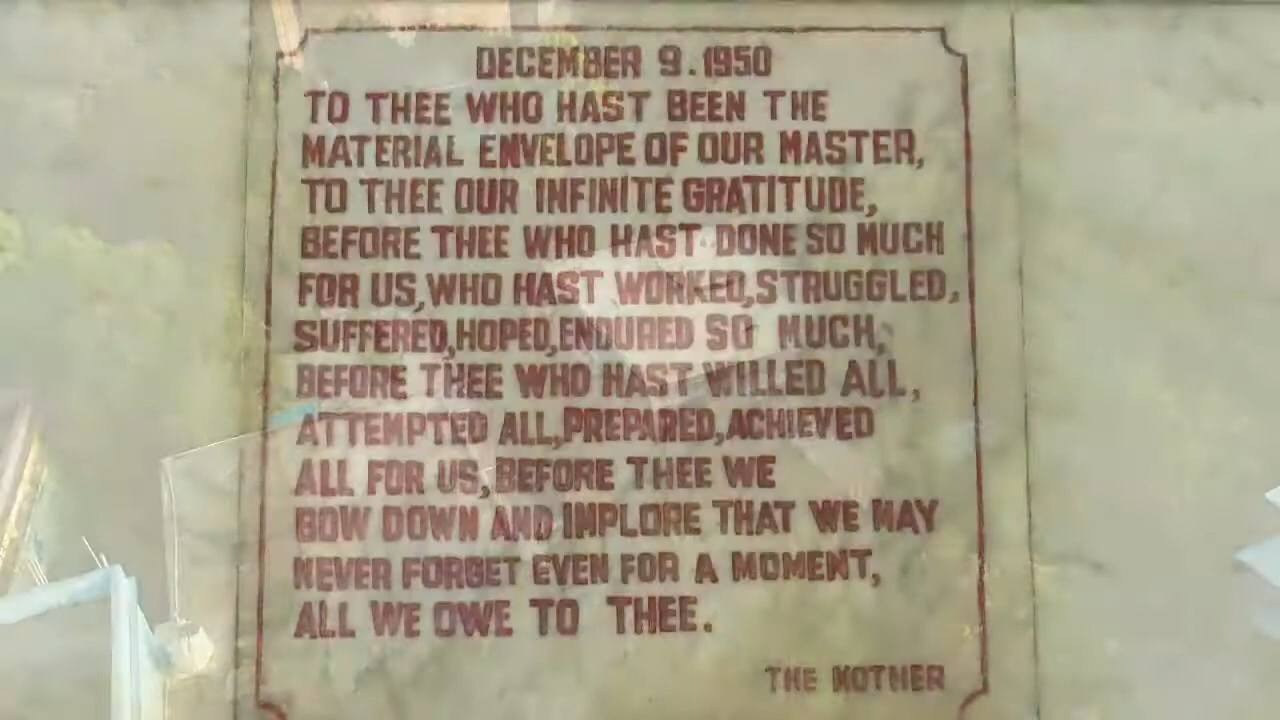 DECEMBER 9.1950
TO THEE WHO HAST BEEN THE
MATERIAL ENVELOPE OF OUR MASTER,
TO THEE OUR INFINITE GRATITUDE,
BEFORE THEE WHO HAST DONE SO MUCH
FOR US, WHO HAST WORKED, STRUGGLED,
SUFFERED, HOPED, ENDURED SO MUCH,
BEFORE THEE WHO HAST WILLED ALL,
ATTEMPTED ALL, PREPARED, ACHIEVED
ALL FOR US, BEFORE THEE WE
BOW DOWN AND IMPLORE THAT WE MAY
NEVER FORGET EVEN FOR A MOMENT,
ALL WE OWE TO THEE.
THE MOTHER